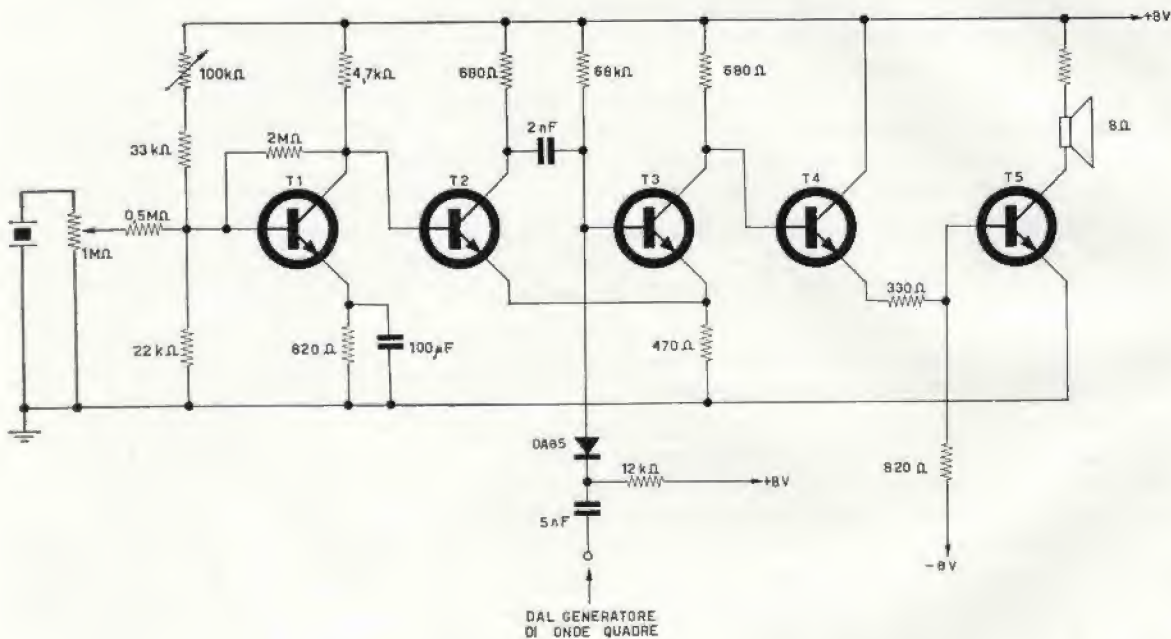 +8V
100kΩ
4,7kΩ
680Ω
68kΩ
680Ω
8Ω
2nF
33kΩ
2MΩ
T1
T2
T3
T4
T5
0,5MΩ
1MΩ
330Ω
22kΩ
820Ω
100µF
470Ω
OA85
12kΩ
+8V
820Ω
5nF
-8V
DAL GENERATORE
DI ONDE QUADRE